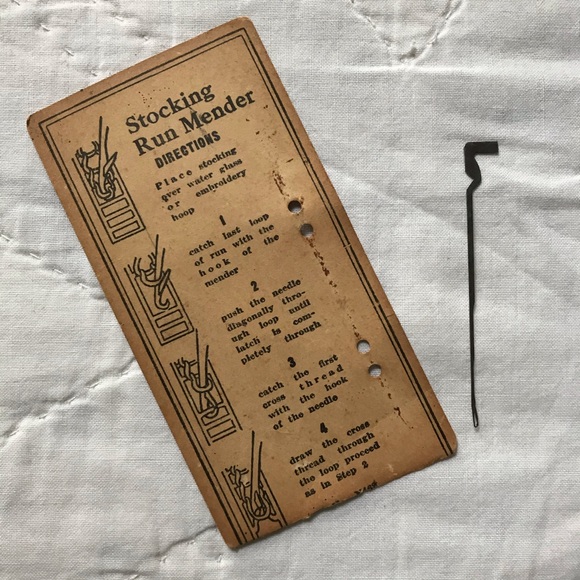 Stocking
Run Mender
DIRECTIONS
Place stocking
over water glass
or embroidery
hoop
1
catch last loop
of run with the
hook of the
mender
2
push the needle
diagonally thro-
ugh loop until
latch is com-
pletely through
3
catch the first
cross thread
with the hook
of the needle
4
draw the cross
thread through
the loop proceed
as in Step 2